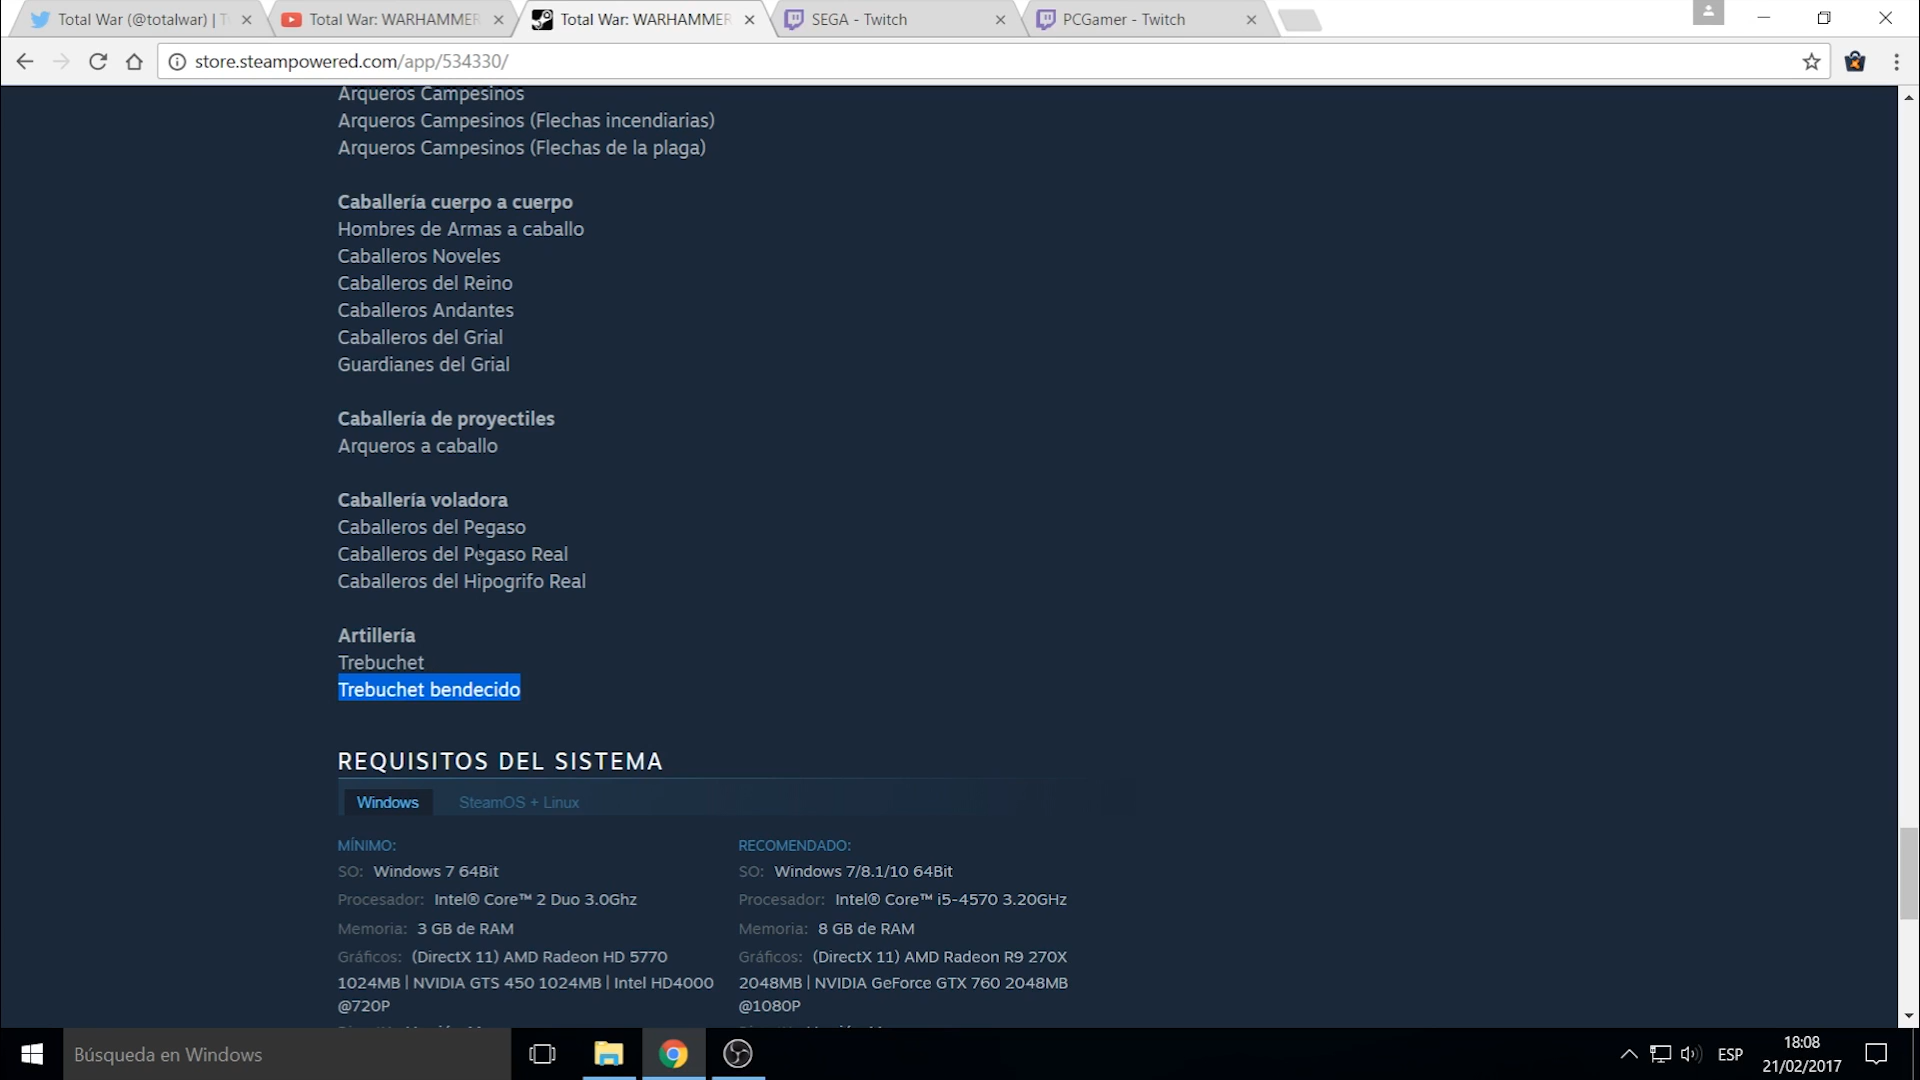 Total War (@totalwar) | T
Total War: WARHAMMER
Total War: WARHAMMER
SEGA - Twitch
PCGamer - Twitch
store.steampowered.com/app/534330/
Arqueros Campesinos
Arqueros Campesinos (Flechas incendiarias)
Arqueros Campesinos (Flechas de la plaga)
Caballería cuerpo a cuerpo
Hombres de Armas a caballo
Caballeros Noveles
Caballeros del Reino
Caballeros Andantes
Caballeros del Grial
Guardianes del Grial
Caballería de proyectiles
Arqueros a caballo
Caballería voladora
Caballeros del Pegaso
Caballeros del Pegaso Real
Caballeros del Hipogrifo Real
Artillería
Trebuchet
Trebuchet bendecido
REQUISITOS DEL SISTEMA
Windows SteamOS + Linux
MÍNIMO:
SO: Windows 7 64Bit
Procesador: Intel® Core™ 2 Duo 3.0Ghz
Memoria: 3 GB de RAM
Gráficos: (DirectX 11) AMD Radeon HD 5770
1024MB | NVIDIA GTS 450 1024MB | Intel HD4000
@720P
RECOMENDADO:
SO: Windows 7/8.1/10 64Bit
Procesador: Intel® Core™ i5-4570 3.20GHz
Memoria: 8 GB de RAM
Gráficos: (DirectX 11) AMD Radeon R9 270X
2048MB | NVIDIA GeForce GTX 760 2048MB
@1080P
Búsqueda en Windows
ESP
18:08
21/02/2017